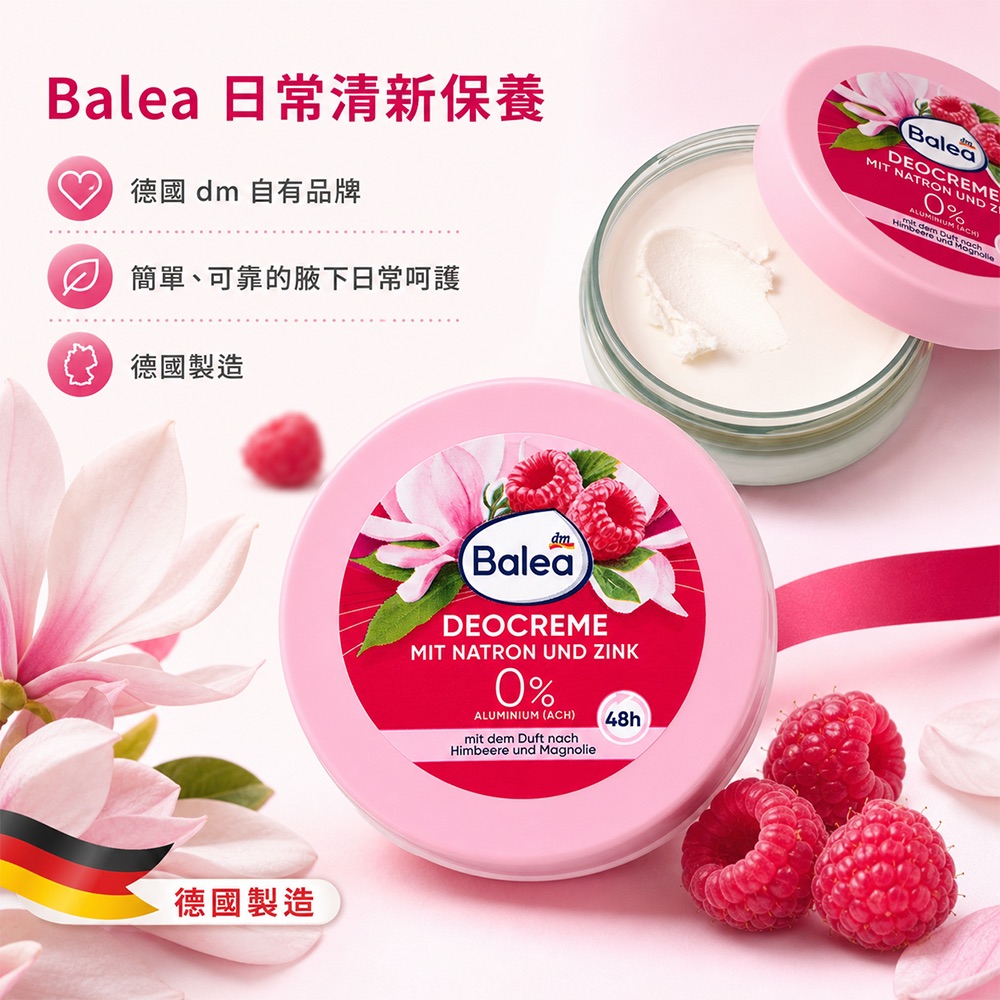 Balea 日常清新保養
德國 dm 自有品牌
簡單、可靠的腋下日常呵護
德國製造
dm
Balea
DEOCREME
MIT NATRON UND
0%
ALUMINIUM (ACH)
mit dem Duft nach
Himbeere und Magnolie
dm
Balea
DEOCREME
MIT NATRON UND ZINK
0%
ALUMINIUM (ACH)
48h
mit dem Duft nach
Himbeere und Magnolie
德國製造